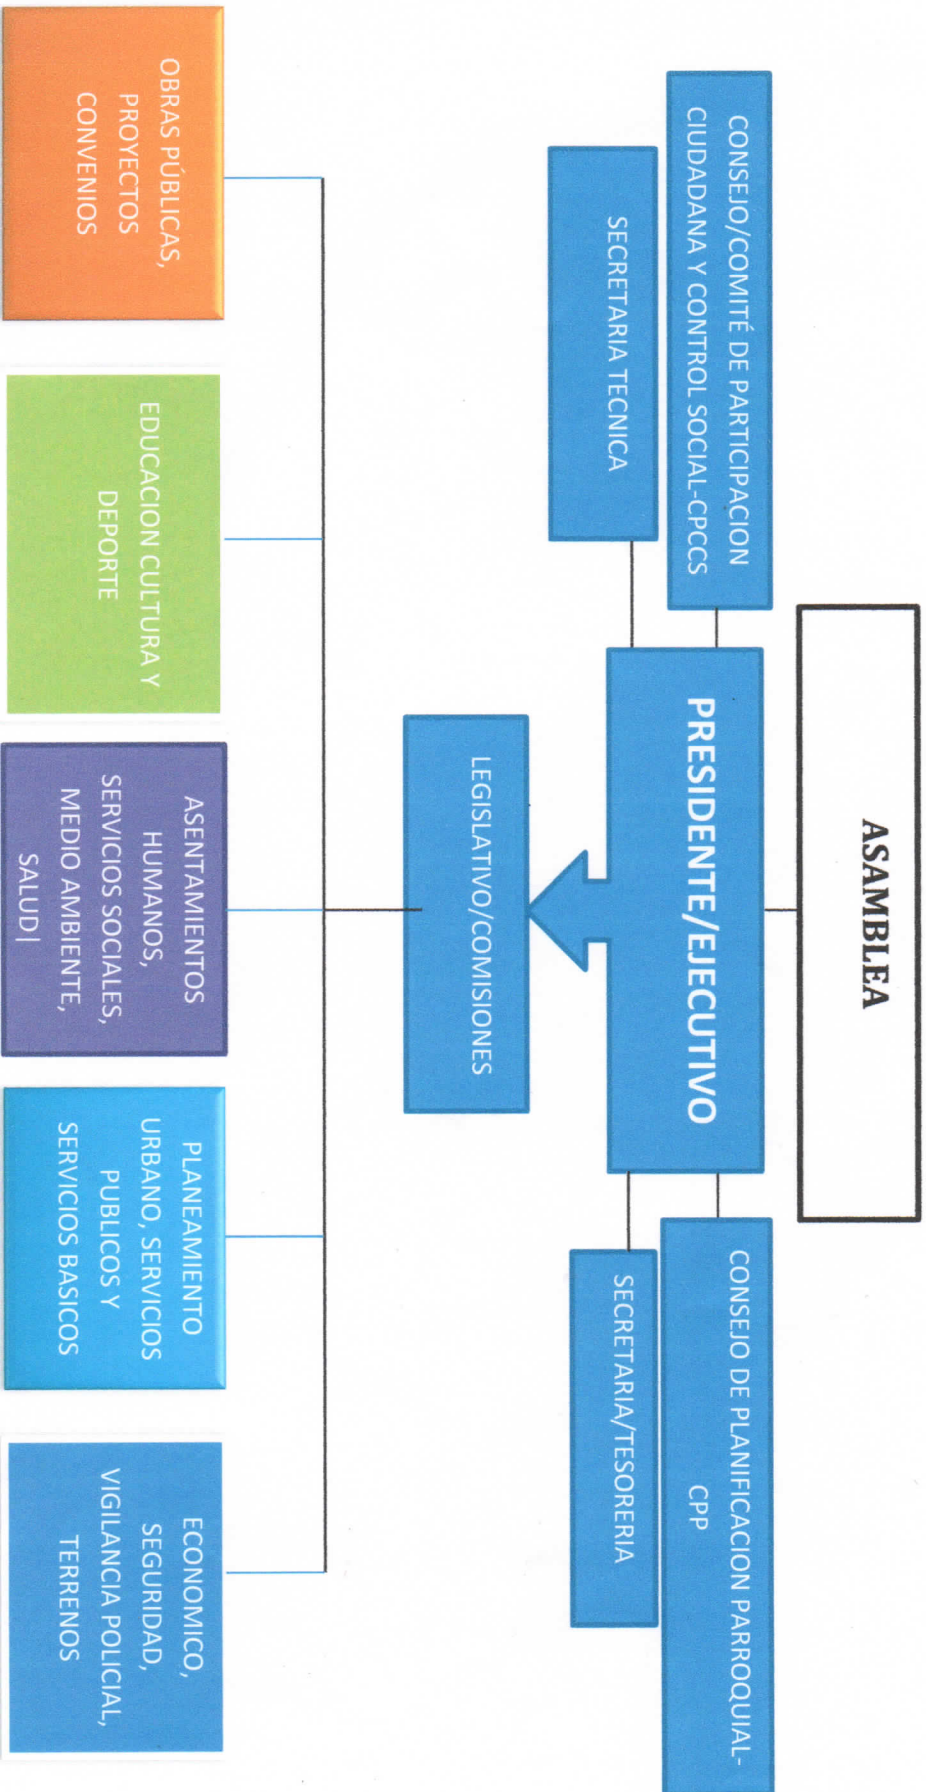 ASAMBLEA
CONSEJO/COMITÉ DE PARTICIPACION
CIUDADANA Y CONTROL SOCIAL-CPCCS
PRESIDENTE/EJECUTIVO
CONSEJO DE PLANIFICACION PARROQUIAL-
CPP
SECRETARIA TECNICA
SECRETARIA/TESORERIA
LEGISLATIVO/COMISIONES
OBRAS PÚBLICAS,
PROYECTOS
CONVENIOS
EDUCACION CULTURA Y
DEPORTE
ASENTAMIENTOS
HUMANOS,
SERVICIOS SOCIALES,
MEDIO AMBIENTE,
SALUD|
PLANEAMIENTO
URBANO, SERVICIOS
PUBLICOS Y
SERVICIOS BASICOS
ECONOMICO,
SEGURIDAD,
VIGILANCIA POLICIAL,
TERRENOS